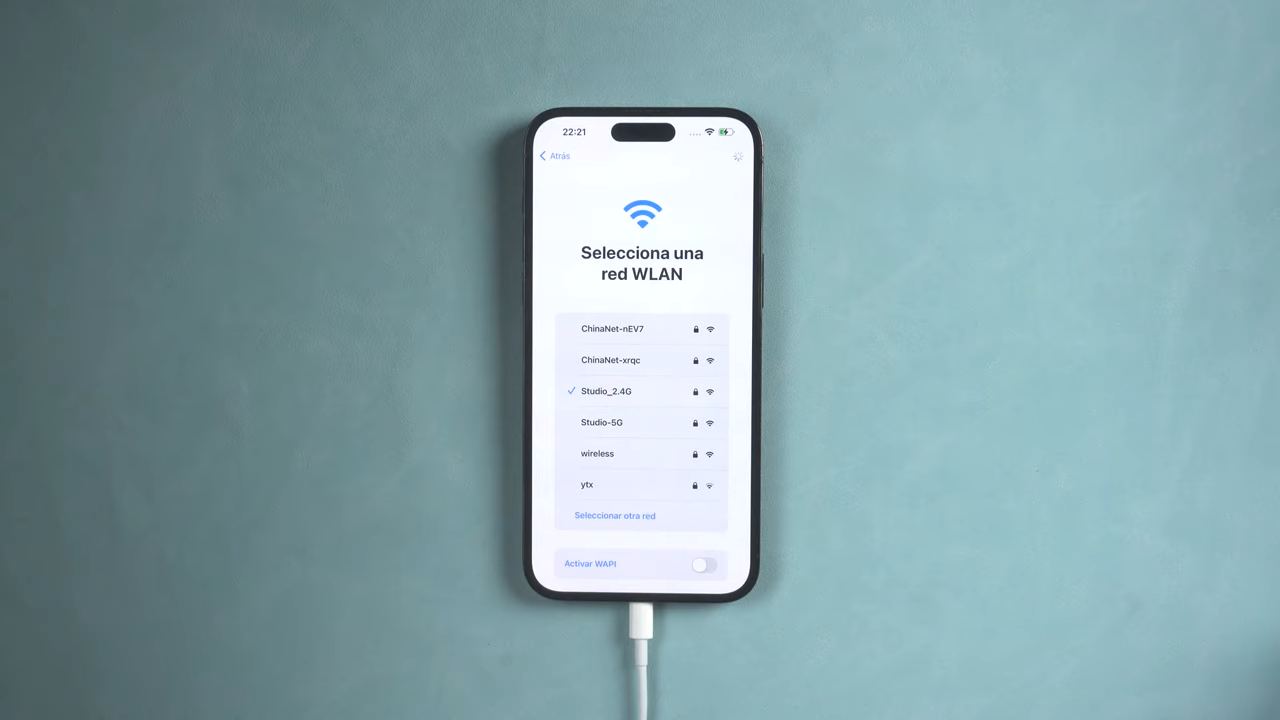 22:21
Atrás
Selecciona una
red WLAN
ChinaNet-nEV7
ChinaNet-xrqc
Studio_2.4G
Studio-5G
wireless
ytx
Seleccionar otra red
Activar WAPI